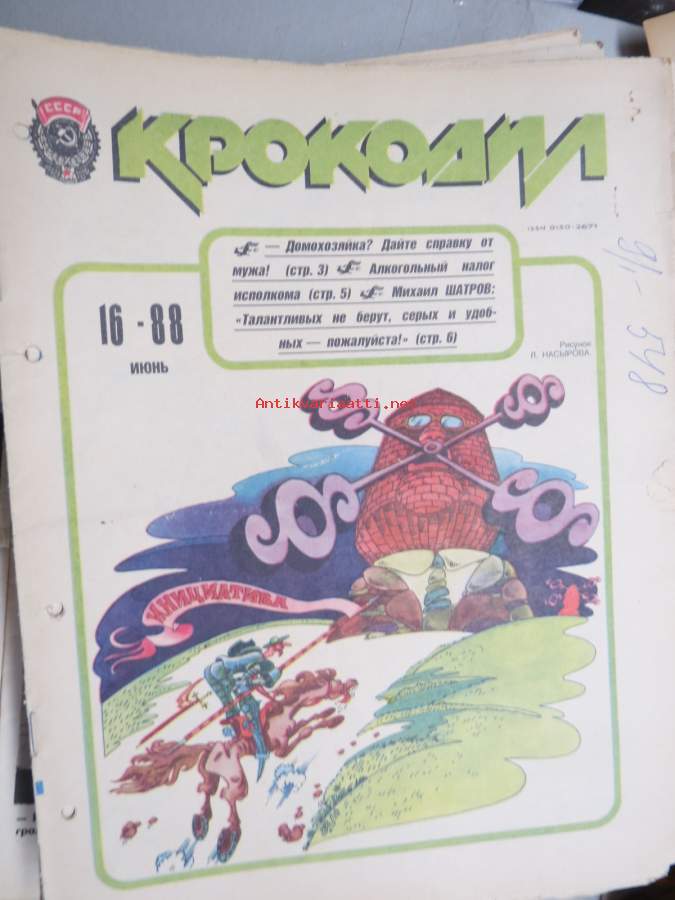 СССР
КРОКОДИЛ
ISSN 0130-2671
— Домохозяйка? Дайте справку от
мужа! (стр. 3) Алкогольный налог
исполкома (стр. 5) Михаил ШАТРОВ:
«Талантливых не берут, серых и удоб-
ных — пожалуйста!» (стр. 6)
16 - 88
ИЮНЬ
Рисунок
Л. НАСЫРОВА.
Antikvariaatti.net
ИНИЦИАТИВА